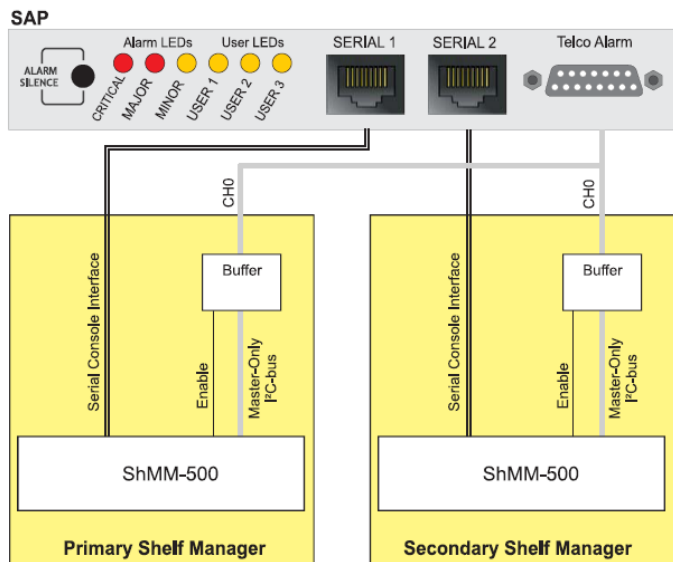 SAP
Alarm LEDs
User LEDs
SERIAL 1
SERIAL 2
Telco Alarm
ALARM
SILENCE
CRITICAL
MAJOR
MINOR
USER 1
USER 2
USER 3
CH0
CH0
Buffer
Buffer
Serial Console Interface
Enable
Master-Only
I²C-bus
Serial Console Interface
Enable
Master-Only
I²C-bus
ShMM-500
ShMM-500
Primary Shelf Manager
Secondary Shelf Manager